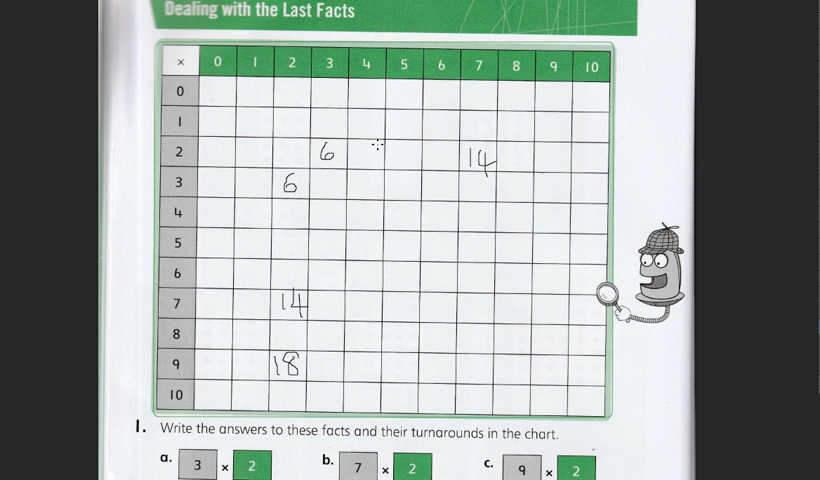 Dealing with the Last Facts
× 0 1 2 3 4 5 6 7 8 9 10
0
1
2 6 14
3 6
4
5
6
7 14
8
9 18
10
1. Write the answers to these facts and their turnarounds in the chart.
a. 3 × 2 b. 7 × 2 c. 9 × 2